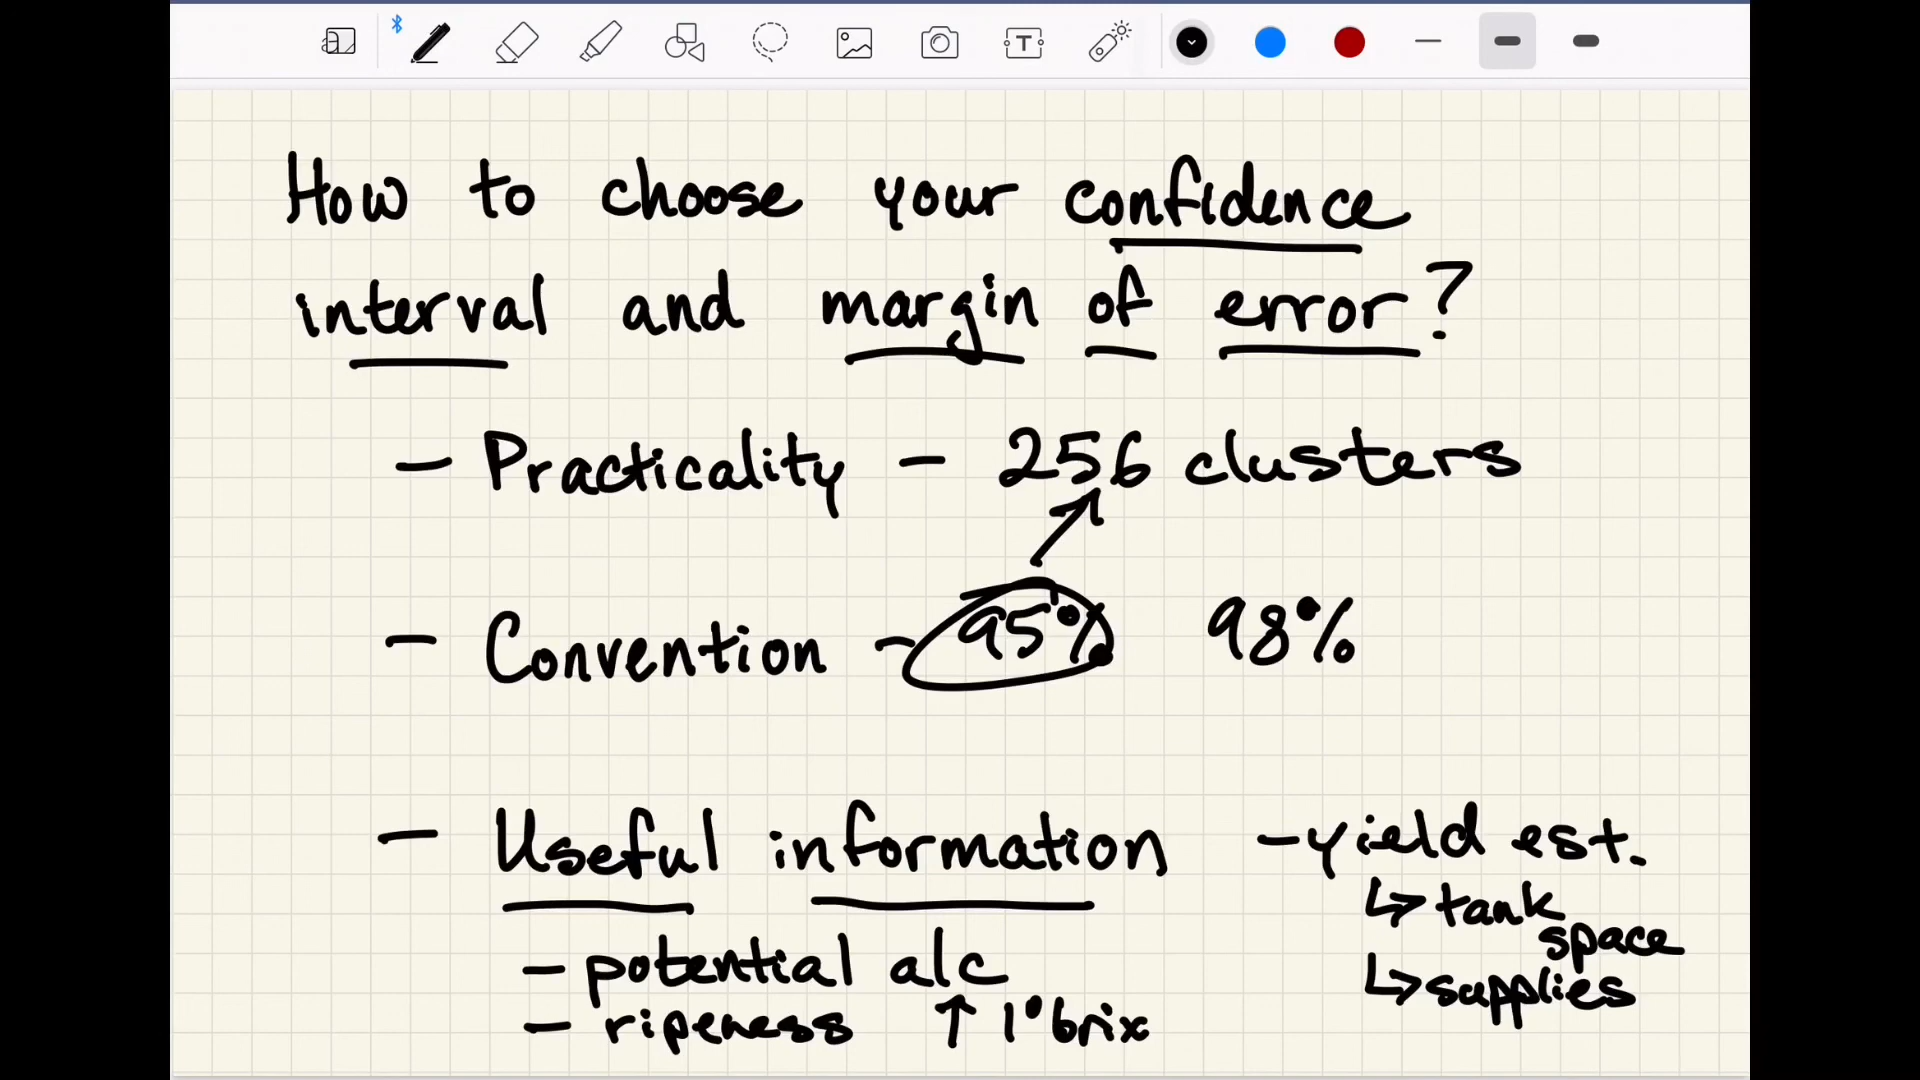 How to choose your confidence
interval and margin of error?
- Practicality - 256 clusters
- Convention - 95% 98%
- Useful information - yield est.
↳ tank space
↳ supplies
- potential alc
- ripeness ↑ 1° brix